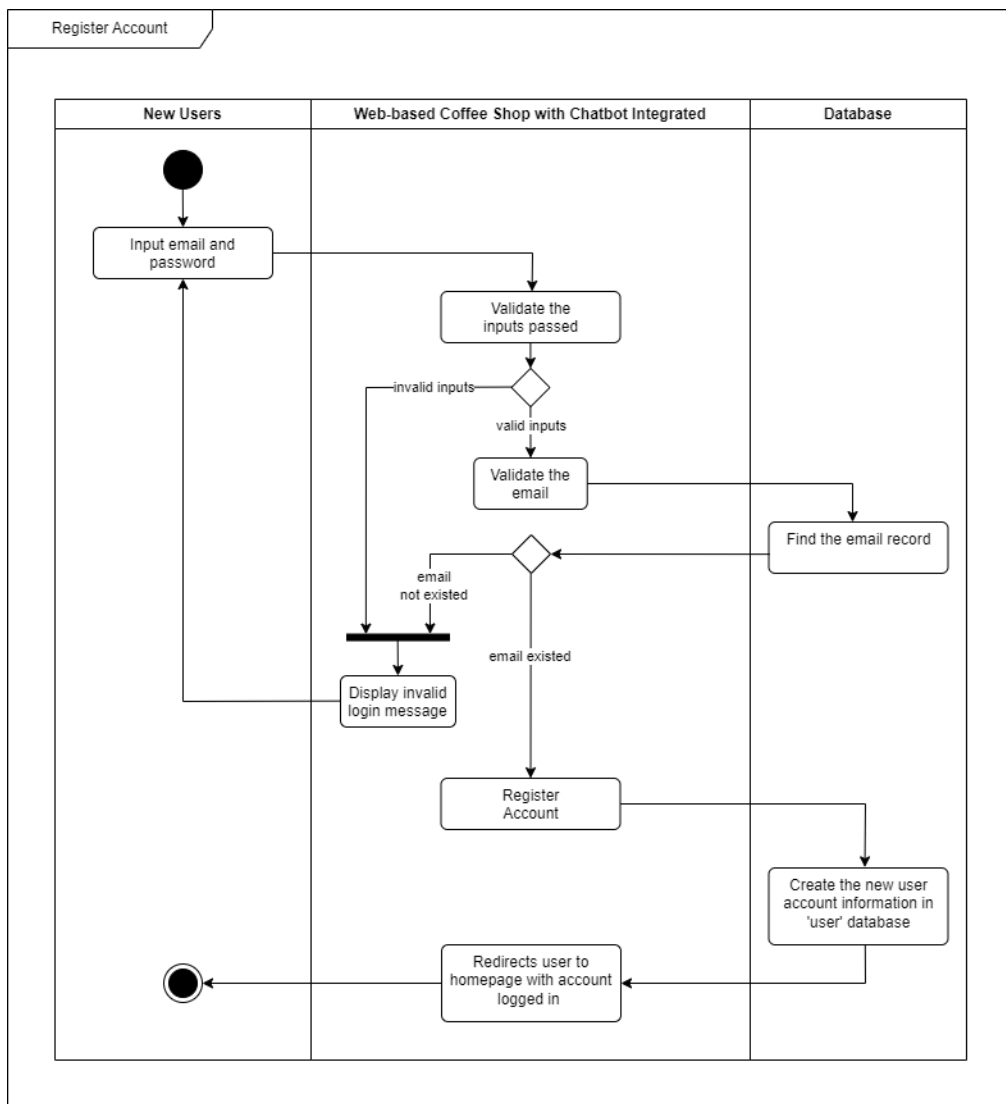 Register Account
New Users
Web-based Coffee Shop with Chatbot Integrated
Database
Input email and
password
Validate the
inputs passed
invalid inputs
valid inputs
Validate the
email
Find the email record
email
not existed
email existed
Display invalid
login message
Register
Account
Create the new user
account information in
'user' database
Redirects user to
homepage with account
logged in